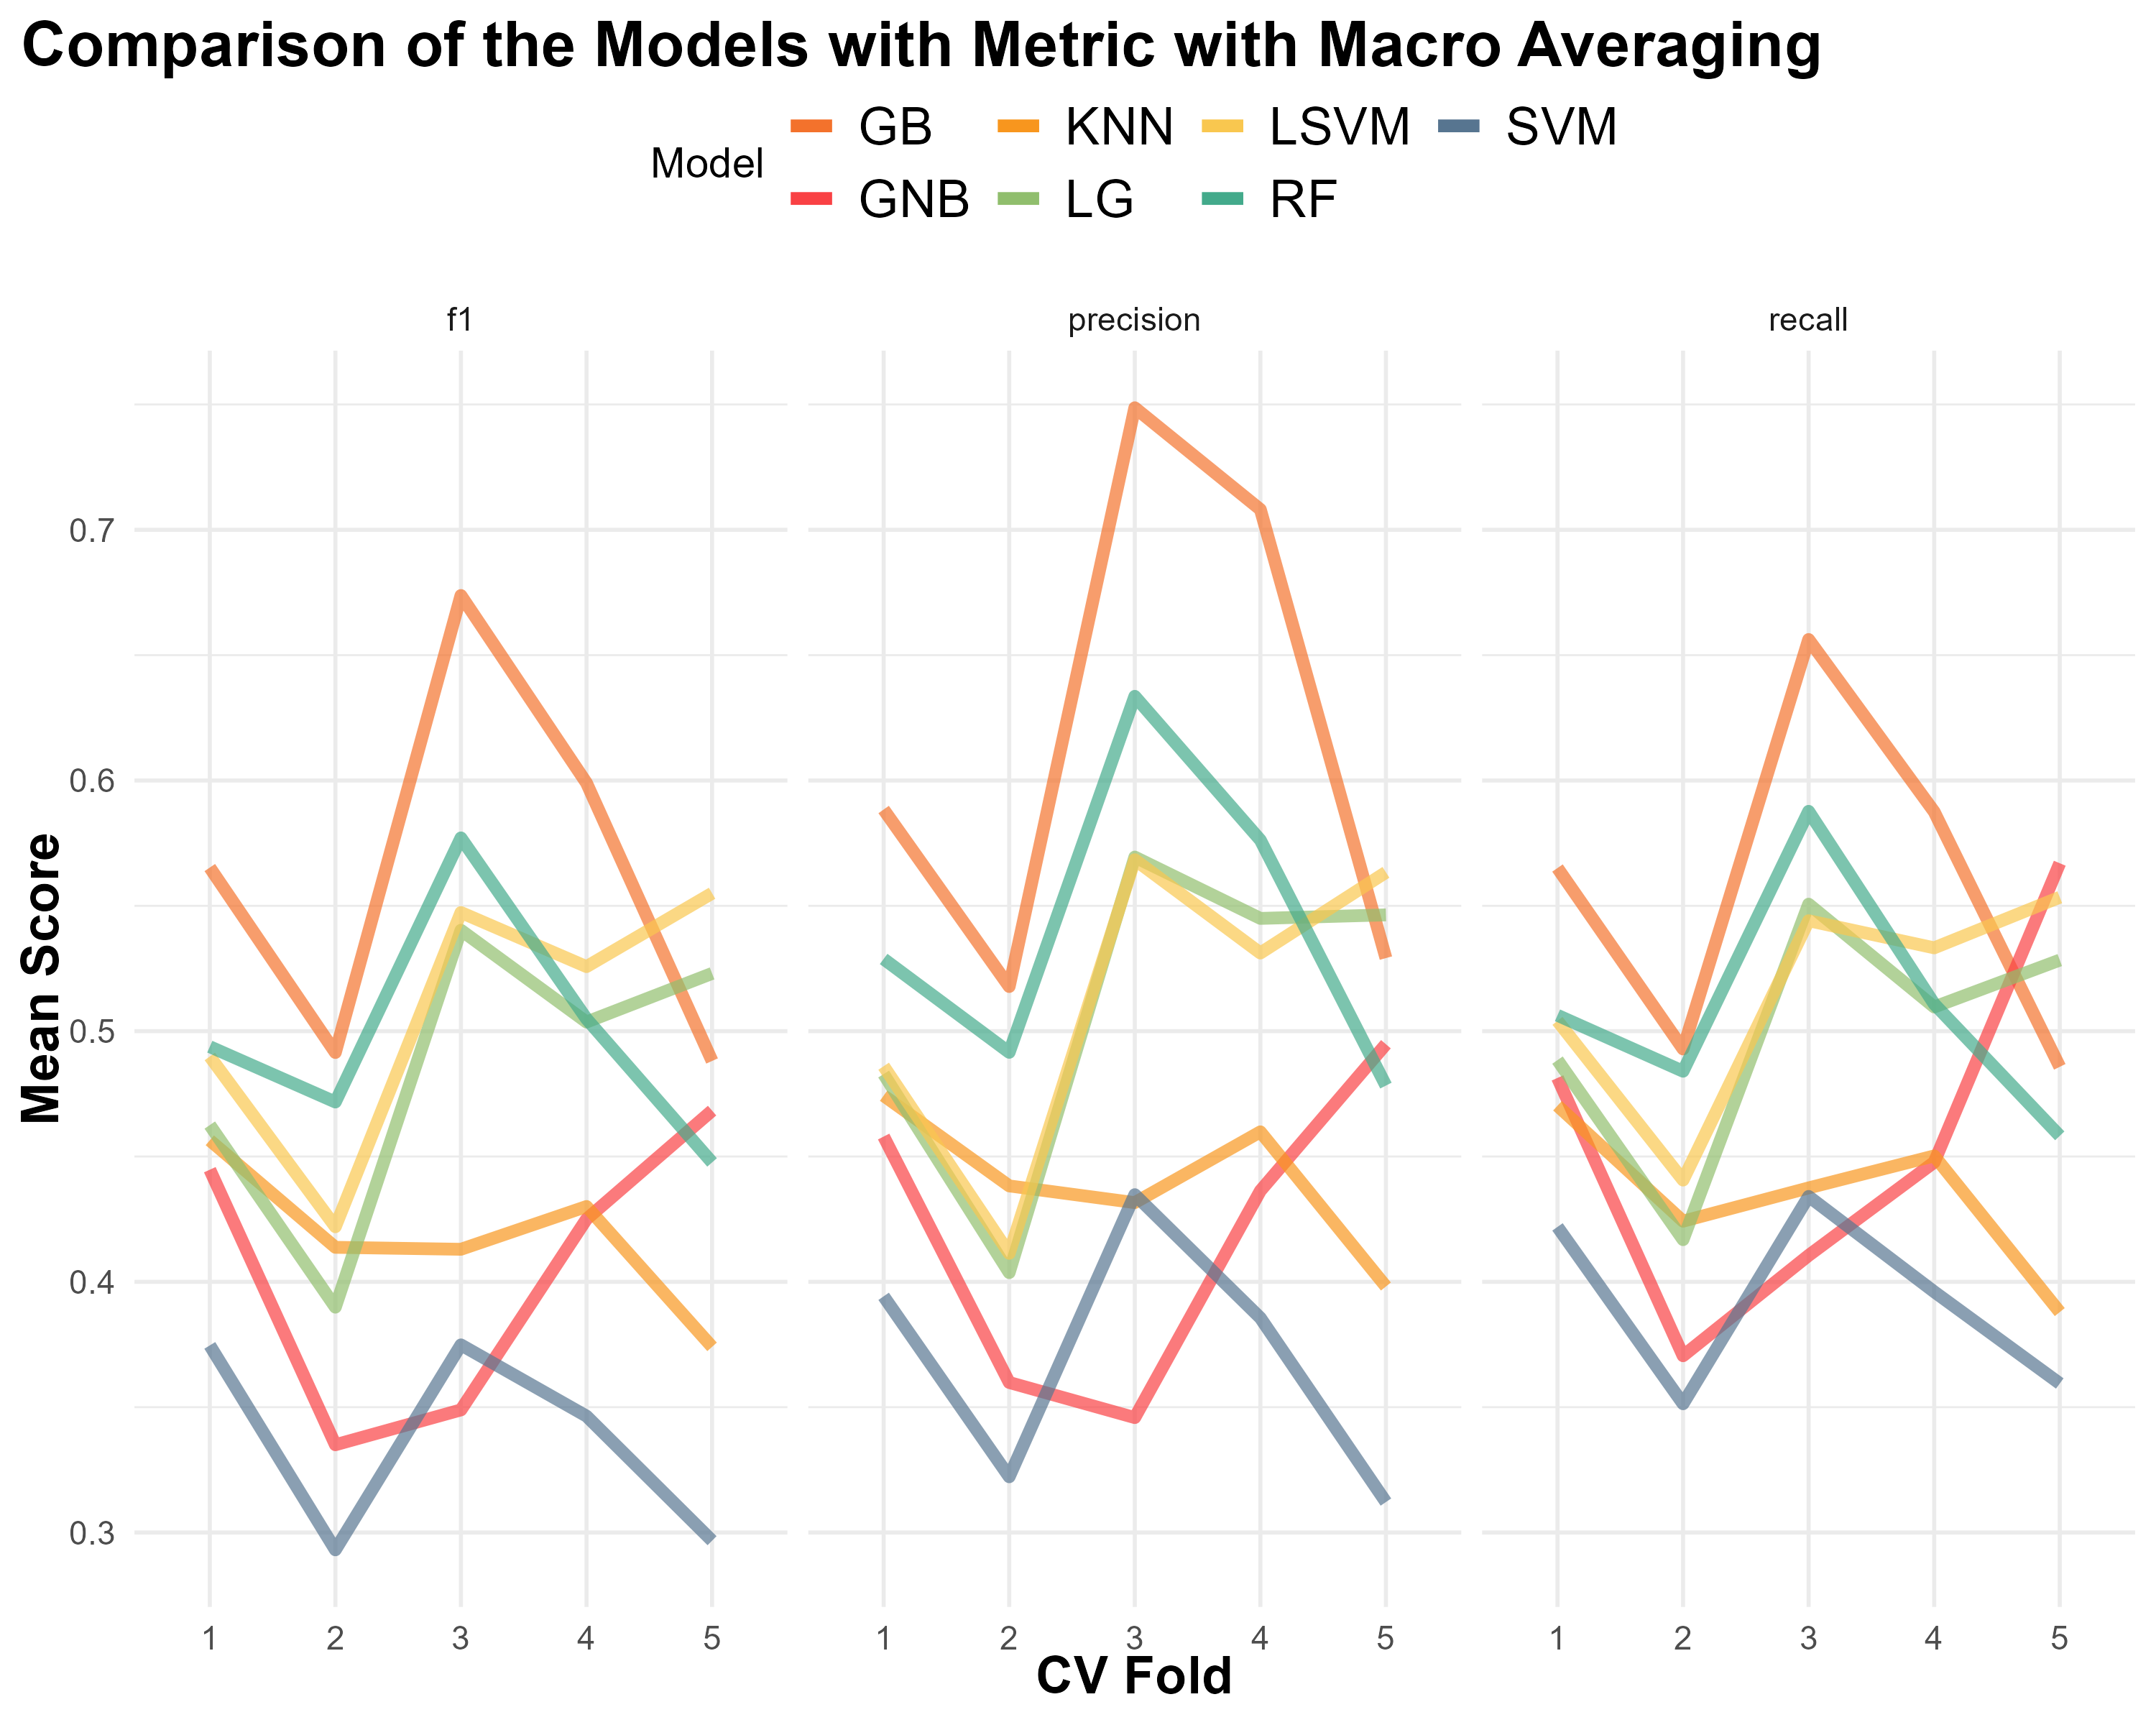 Comparison of the Models with Metric with Macro Averaging
Model
GB KNN LSVM SVM
GNB LG RF
f1 precision recall
0.7
0.6
0.5
0.4
0.3
Mean Score
1 2 3 4 5 1 2 3 4 5 1 2 3 4 5
CV Fold